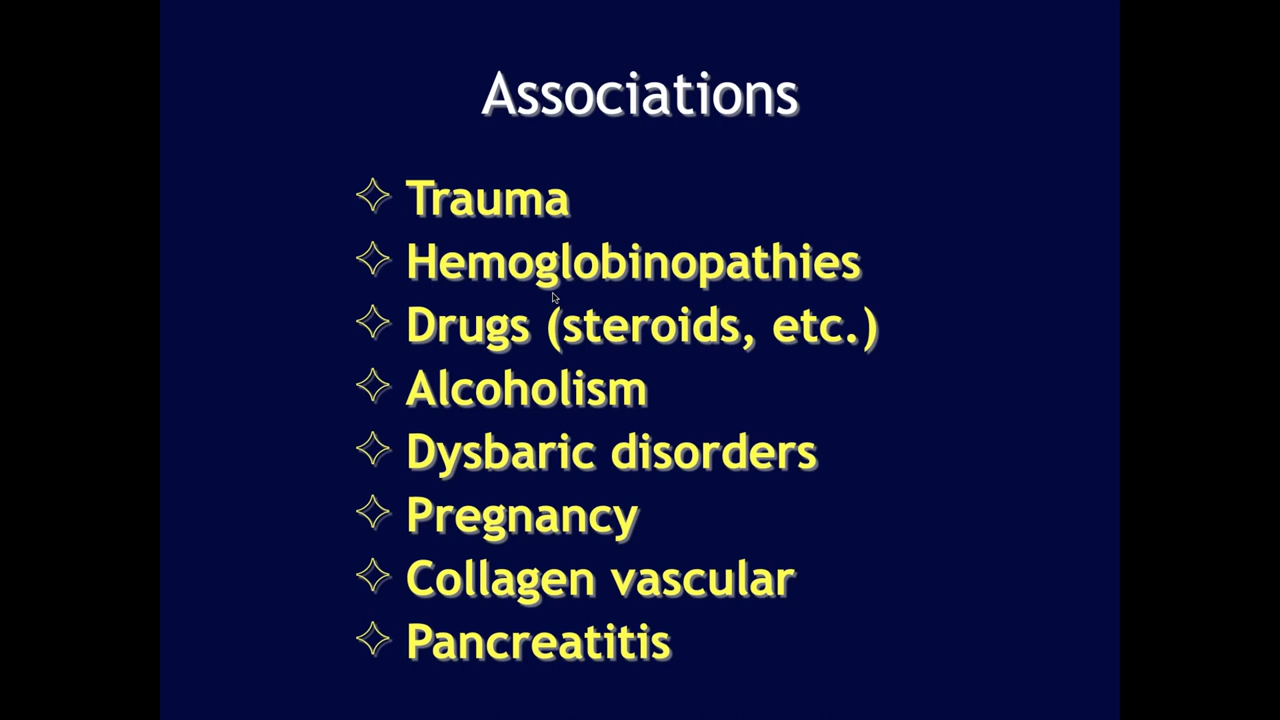 Associations
Trauma
Hemoglobinopathies
Drugs (steroids, etc.)
Alcoholism
Dysbaric disorders
Pregnancy
Collagen vascular
Pancreatitis